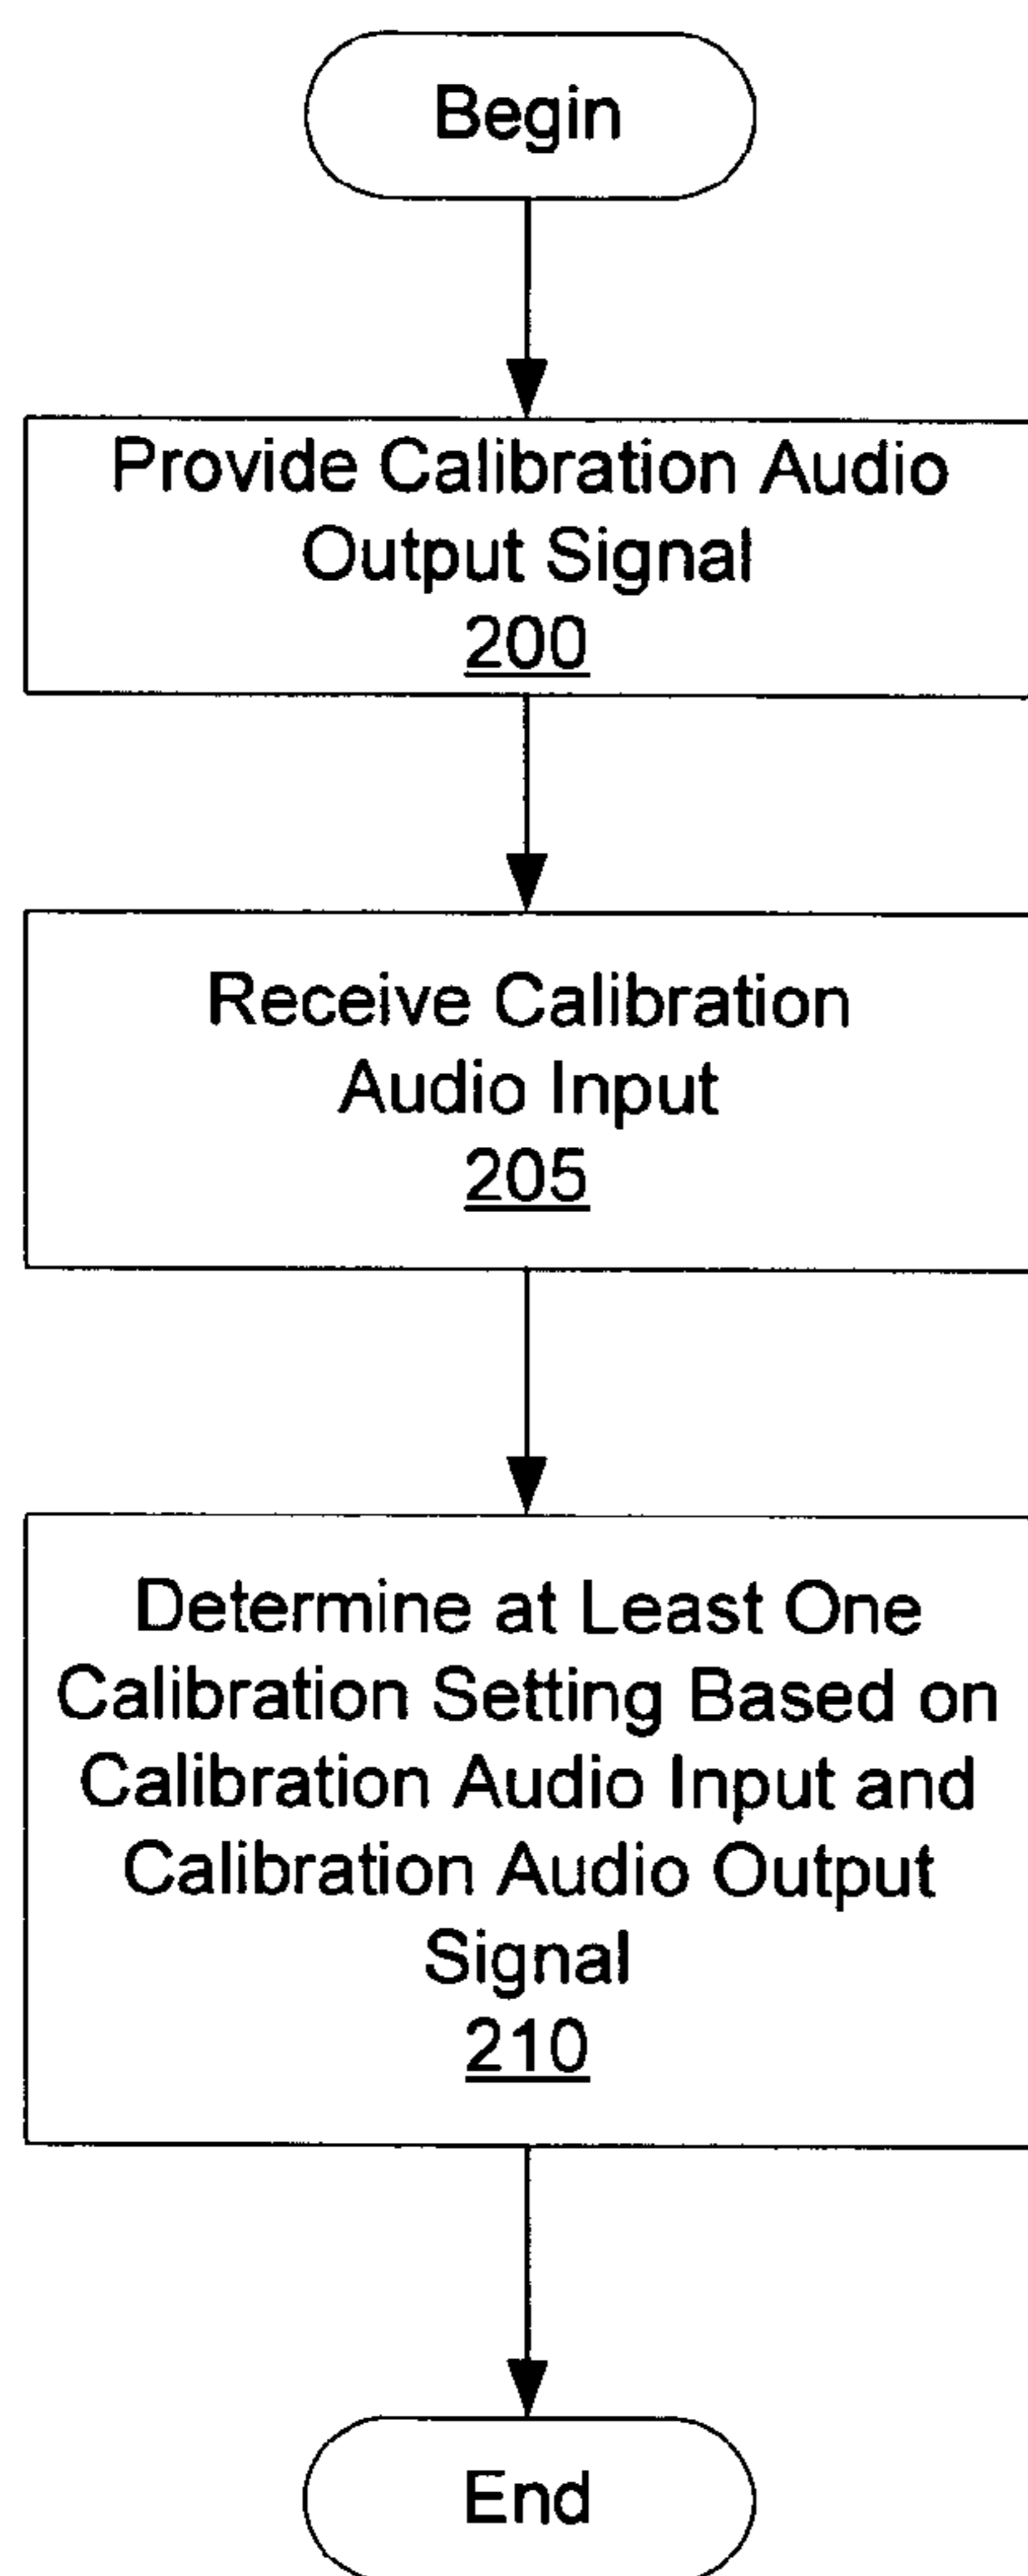 Begin
Provide Calibration Audio
Output Signal
200
Receive Calibration
Audio Input
205
Determine at Least One
Calibration Setting Based on
Calibration Audio Input and
Calibration Audio Output
Signal
210
End